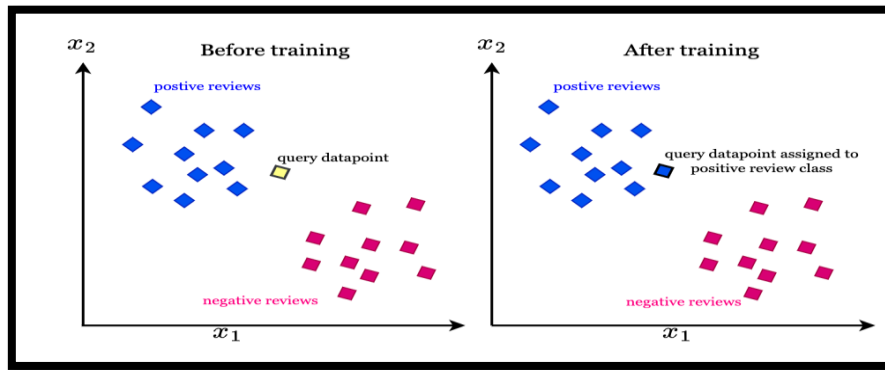 Before training
x2
postive reviews
query datapoint
negative reviews
x1
After training
x2
postive reviews
query datapoint assigned to
positive review class
negative reviews
x1